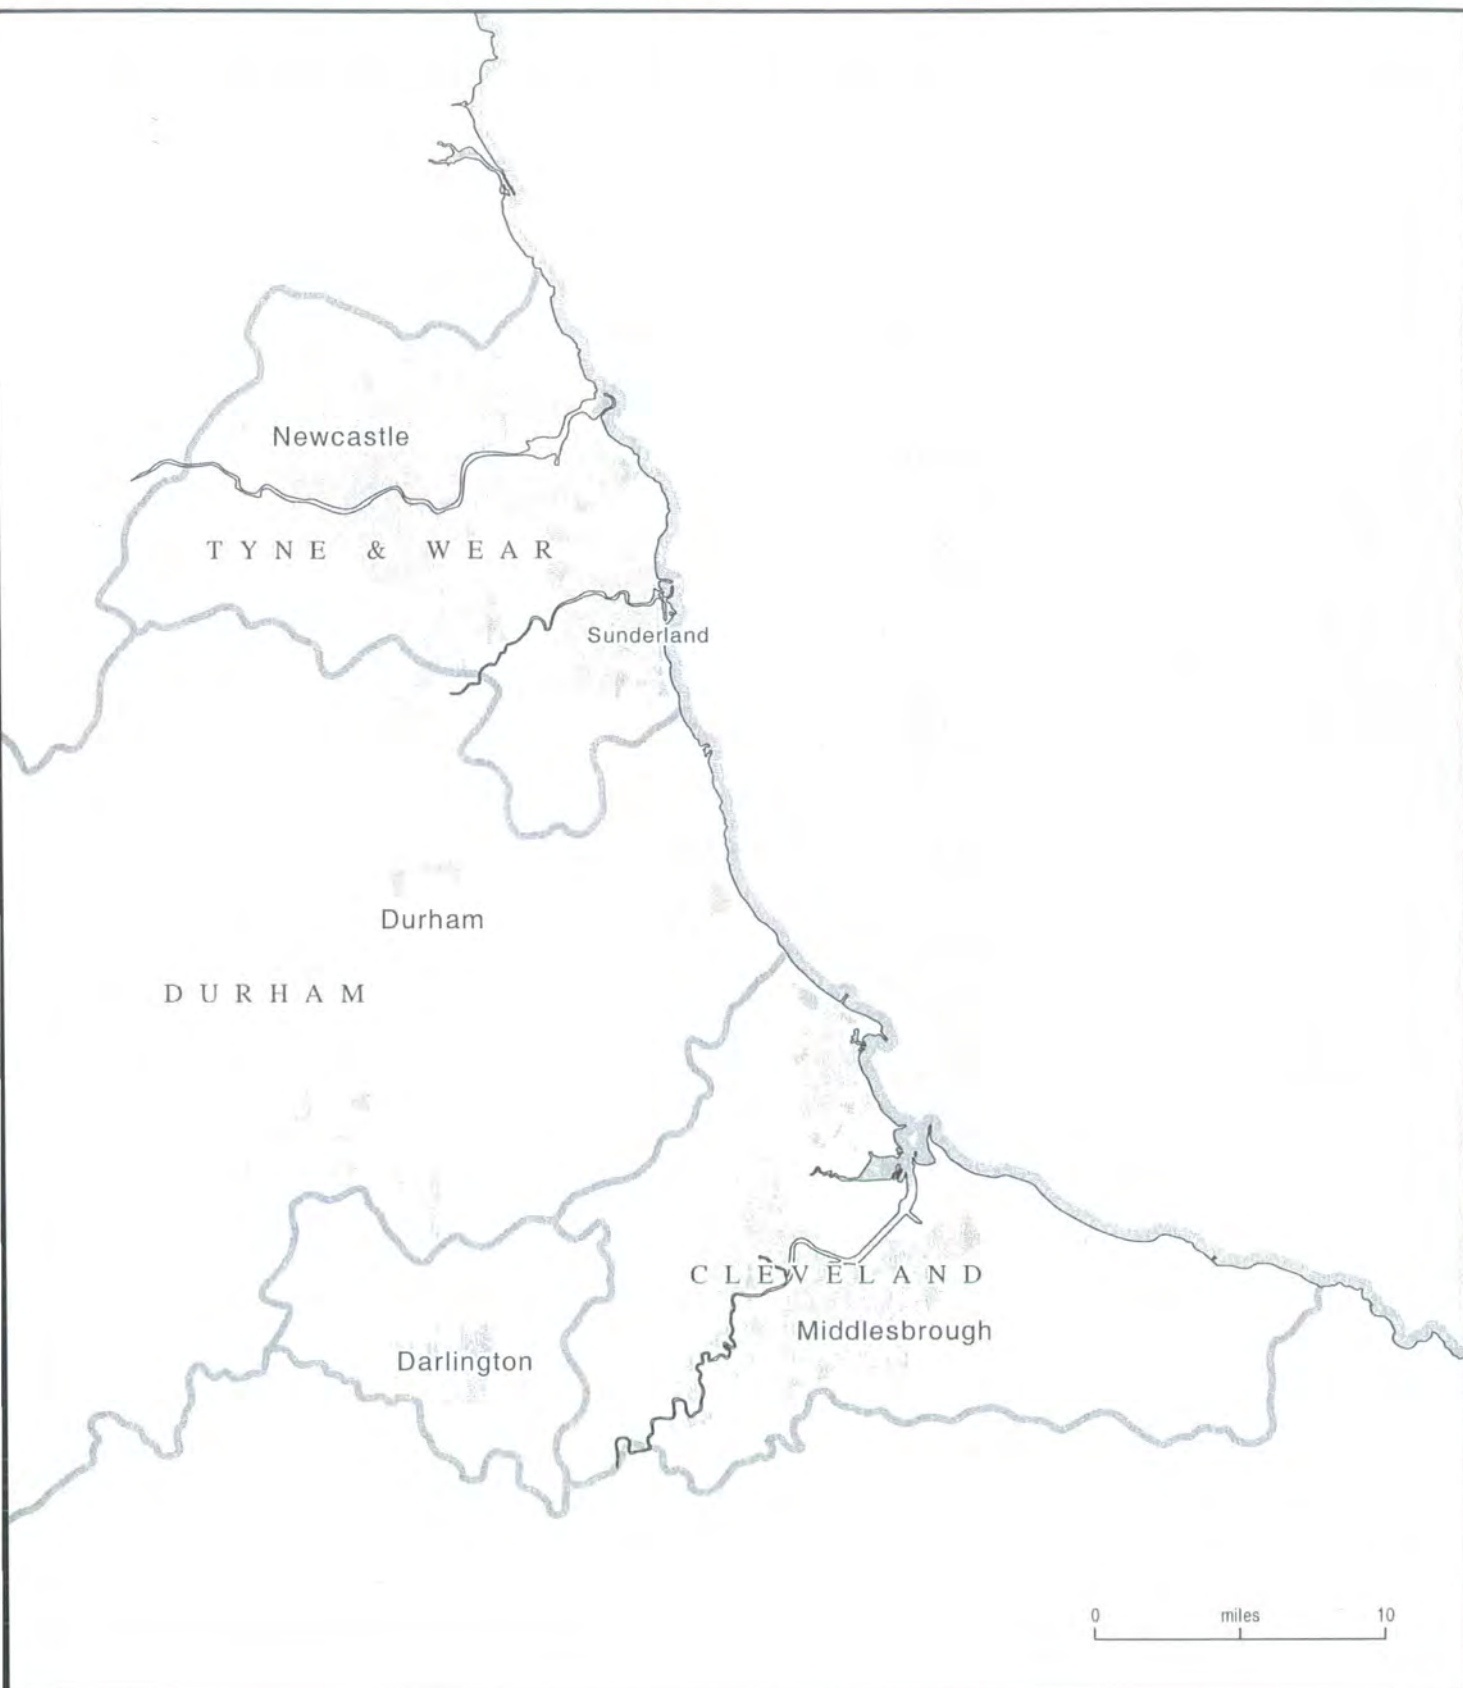 Newcastle
TYNE & WEAR
Sunderland
Durham
DURHAM
CLEVELAND
Middlesbrough
Darlington
0 miles 10